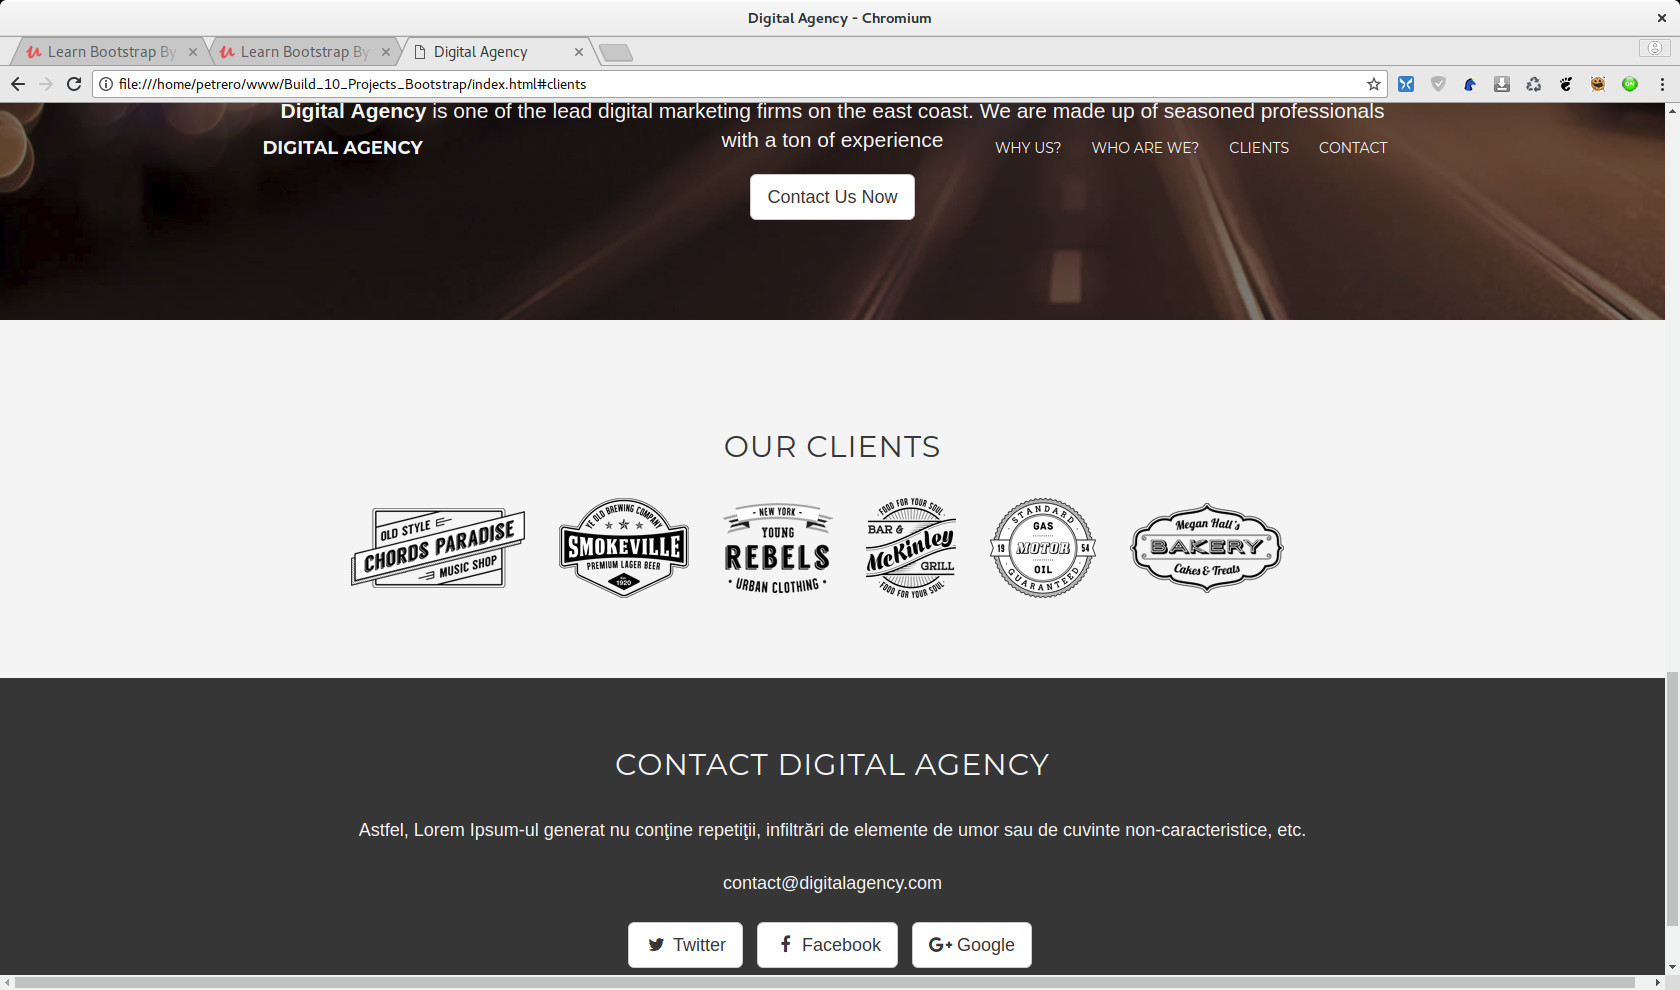 Digital Agency - Chromium
Learn Bootstrap By
Learn Bootstrap By
Digital Agency
file:///home/petrero/www/Build_10_Projects_Bootstrap/index.html#clients
Digital Agency is one of the lead digital marketing firms on the east coast. We are made up of seasoned professionals
with a ton of experience
DIGITAL AGENCY
WHY US? WHO ARE WE? CLIENTS CONTACT
Contact Us Now
OUR CLIENTS
OLD STYLE
CHORDS PARADISE
MUSIC SHOP
YE OLD BREWING COMPANY
SMOKEVILLE
PREMIUM LAGER BEER
Est.
1920
- NEW YORK -
YOUNG
REBELS
• URBAN CLOTHING •
FOOD FOR YOUR SOUL
BAR &
McKinley
GRILL
FOOD FOR YOUR SOUL
STANDARD
GAS
19 MOTOR 54
OIL
GUARANTEED
Megan Hall's
BAKERY
Cakes & Treats
CONTACT DIGITAL AGENCY
Astfel, Lorem Ipsum-ul generat nu conţine repetiţii, infiltrări de elemente de umor sau de cuvinte non-caracteristice, etc.
contact@digitalagency.com
Twitter
Facebook
G+ Google